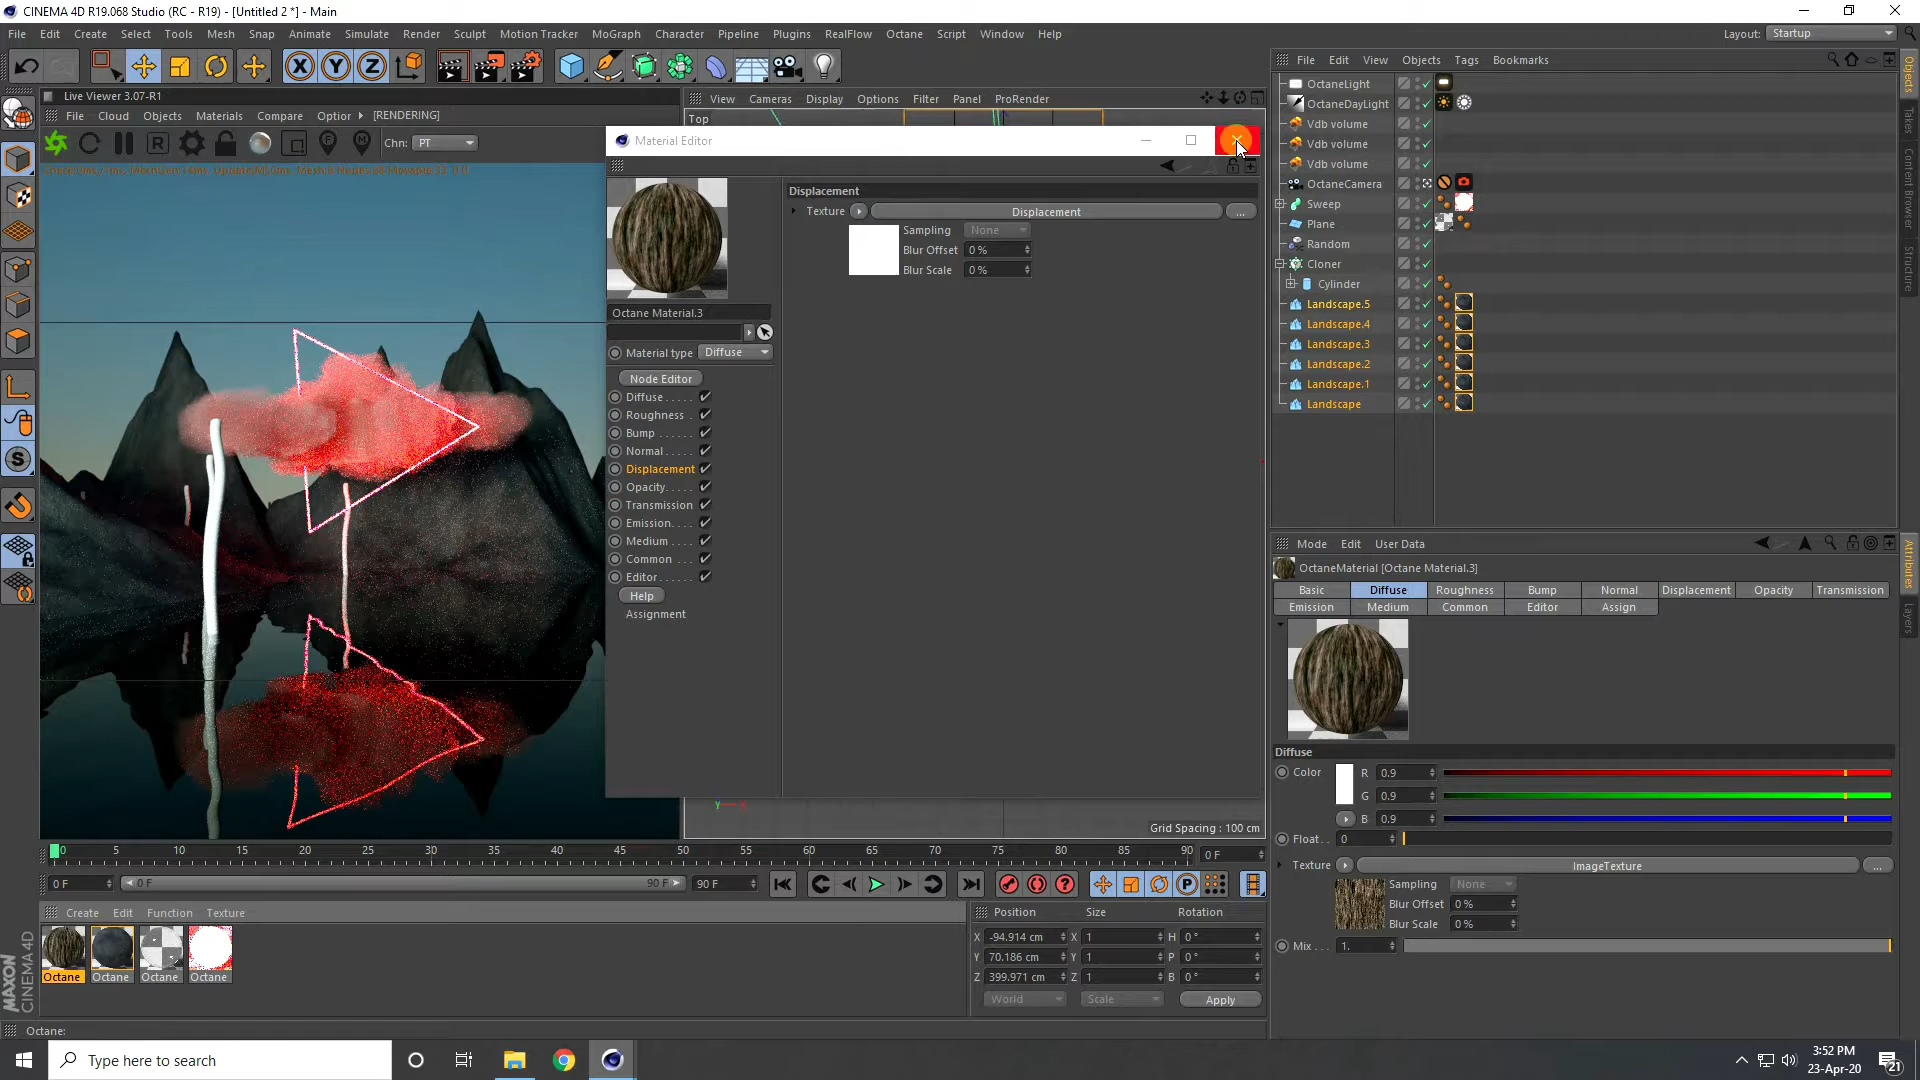 CINEMA 4D R19.068 Studio (RC - R19) - [Untitled 2 *] - Main
File Edit Create Select Tools Mesh Snap Animate Simulate Render Sculpt Motion Tracker MoGraph Character Pipeline Plugins RealFlow Octane Script Window Help
Layout: Startup
Live Viewer 3.07-R1
File Cloud Objects Materials Compare Option [RENDERING]
Chn: PT
View Cameras Display Options Filter Panel ProRender
Top
Material Editor
Displacement
Texture Displacement ...
Sampling None
Blur Offset 0 %
Blur Scale 0 %
Octane Material.3
Material type Diffuse
Node Editor
Diffuse . . . . .
Roughness .
Bump . . . . . .
Normal . . . . .
Displacement
Opacity. . . . .
Transmission
Emission. . . .
Medium . . . .
Common . . .
Editor . . . . . .
Help
Assignment
Grid Spacing : 100 cm
File Edit View Objects Tags Bookmarks
OctaneLight
OctaneDayLight
Vdb volume
Vdb volume
Vdb volume
OctaneCamera
Sweep
Plane
Random
Cloner
Cylinder
Landscape.5
Landscape.4
Landscape.3
Landscape.2
Landscape.1
Landscape
Objects
Takes
Content Browser
Structure
Attributes
Layers
Mode Edit User Data
OctaneMaterial [Octane Material.3]
Basic Diffuse Roughness Bump Normal Displacement Opacity Transmission
Emission Medium Common Editor Assign
Diffuse
Color R 0.9
G 0.9
B 0.9
Float. . 0
Texture ImageTexture ...
Sampling None
Blur Offset 0 %
Blur Scale 0 %
Mix . . . 1.
0 5 10 15 20 25 30 35 40 45 50 55 60 65 70 75 80 85 90 0 F
0 F 0 F 90 F 90 F
Create Edit Function Texture
Octane Octane Octane Octane
Position Size Rotation
X -94.914 cm X 1 H 0 °
Y 70.186 cm Y 1 P 0 °
Z 399.971 cm Z 1 B 0 °
World Scale Apply
MAXON CINEMA 4D
Octane:
Type here to search
3:52 PM
23-Apr-20
21